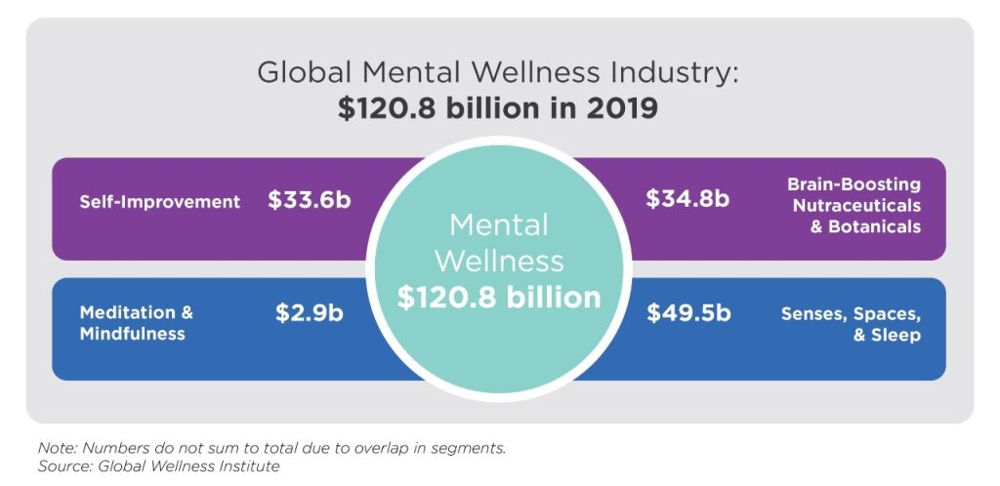 Global Mental Wellness Industry:
$120.8 billion in 2019
Self-Improvement $33.6b
Mental
Wellness
$120.8 billion
$34.8b
Brain-Boosting
Nutraceuticals
& Botanicals
Meditation &
Mindfulness
$2.9b
$49.5b
Senses, Spaces,
& Sleep
Note: Numbers do not sum to total due to overlap in segments.
Source: Global Wellness Institute